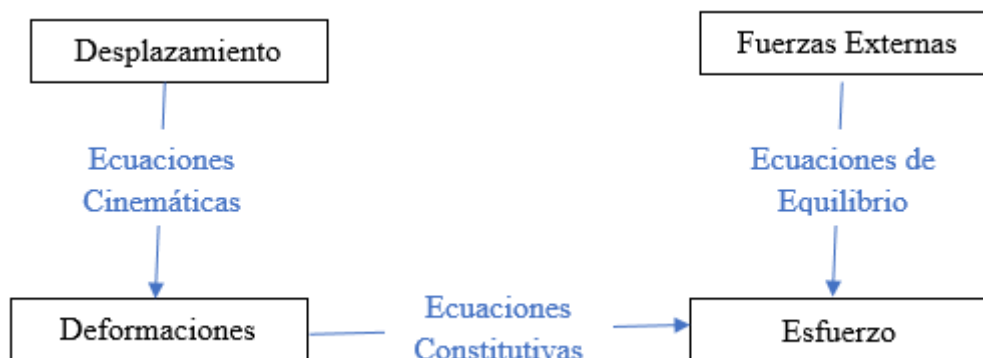 Desplazamiento
Fuerzas Externas
Ecuaciones
Cinemáticas
Ecuaciones de
Equilibrio
Deformaciones
Ecuaciones
Constitutivas
Esfuerzo